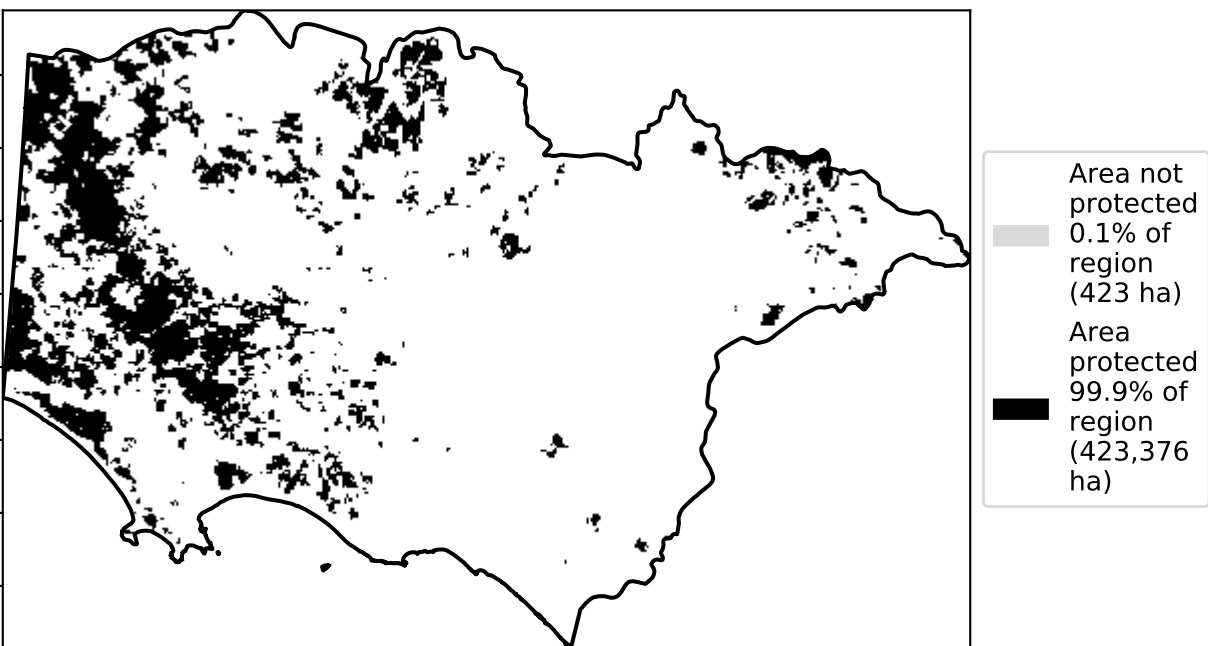 Area not
protected
0.1% of
region
(423 ha)
Area
protected
99.9% of
region
(423,376
ha)